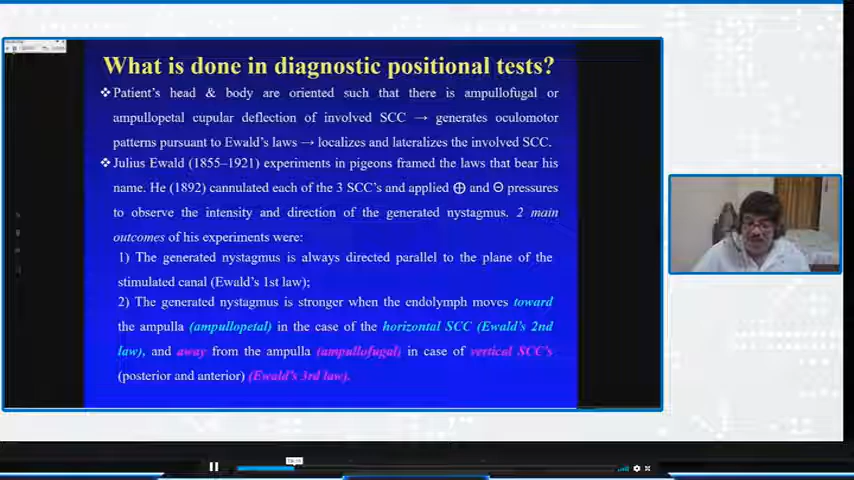 What is done in diagnostic positional tests?
❖Patient's head & body are oriented such that there is ampullofugal or
ampullopetal cupular deflection of involved SCC → generates oculomotor
patterns pursuant to Ewald's laws → localizes and lateralizes the involved SCC.
❖Julius Ewald (1855–1921) experiments in pigeons framed the laws that bear his
name. He (1892) cannulated each of the 3 SCC's and applied ⊕ and Θ pressures
to observe the intensity and direction of the generated nystagmus. 2 main
outcomes of his experiments were:
1) The generated nystagmus is always directed parallel to the plane of the
stimulated canal (Ewald's 1st law);
2) The generated nystagmus is stronger when the endolymph moves toward
the ampulla (ampullopetal) in the case of the horizontal SCC (Ewald's 2nd
law), and away from the ampulla (ampullofugal) in case of vertical SCC's
(posterior and anterior) (Ewald's 3rd law).